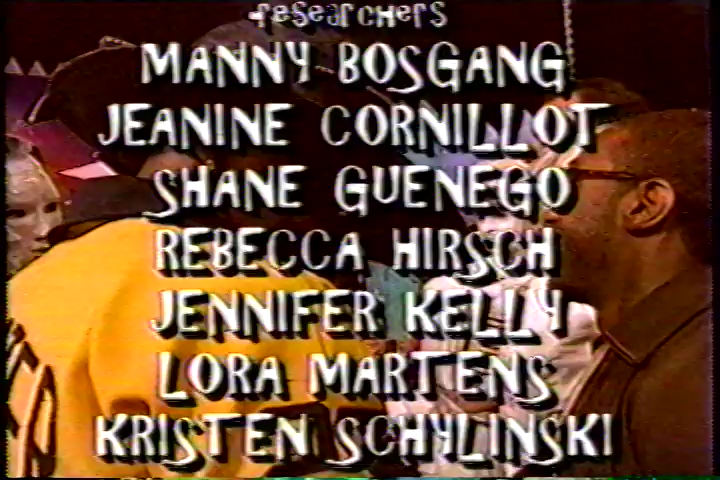 researchers
MANNY BOSGANG
JEANINE CORNILLOT
SHANE GUENEGO
REBECCA HIRSCH
JENNIFER KELLY
LORA MARTENS
KRISTEN SCHYLINSKI